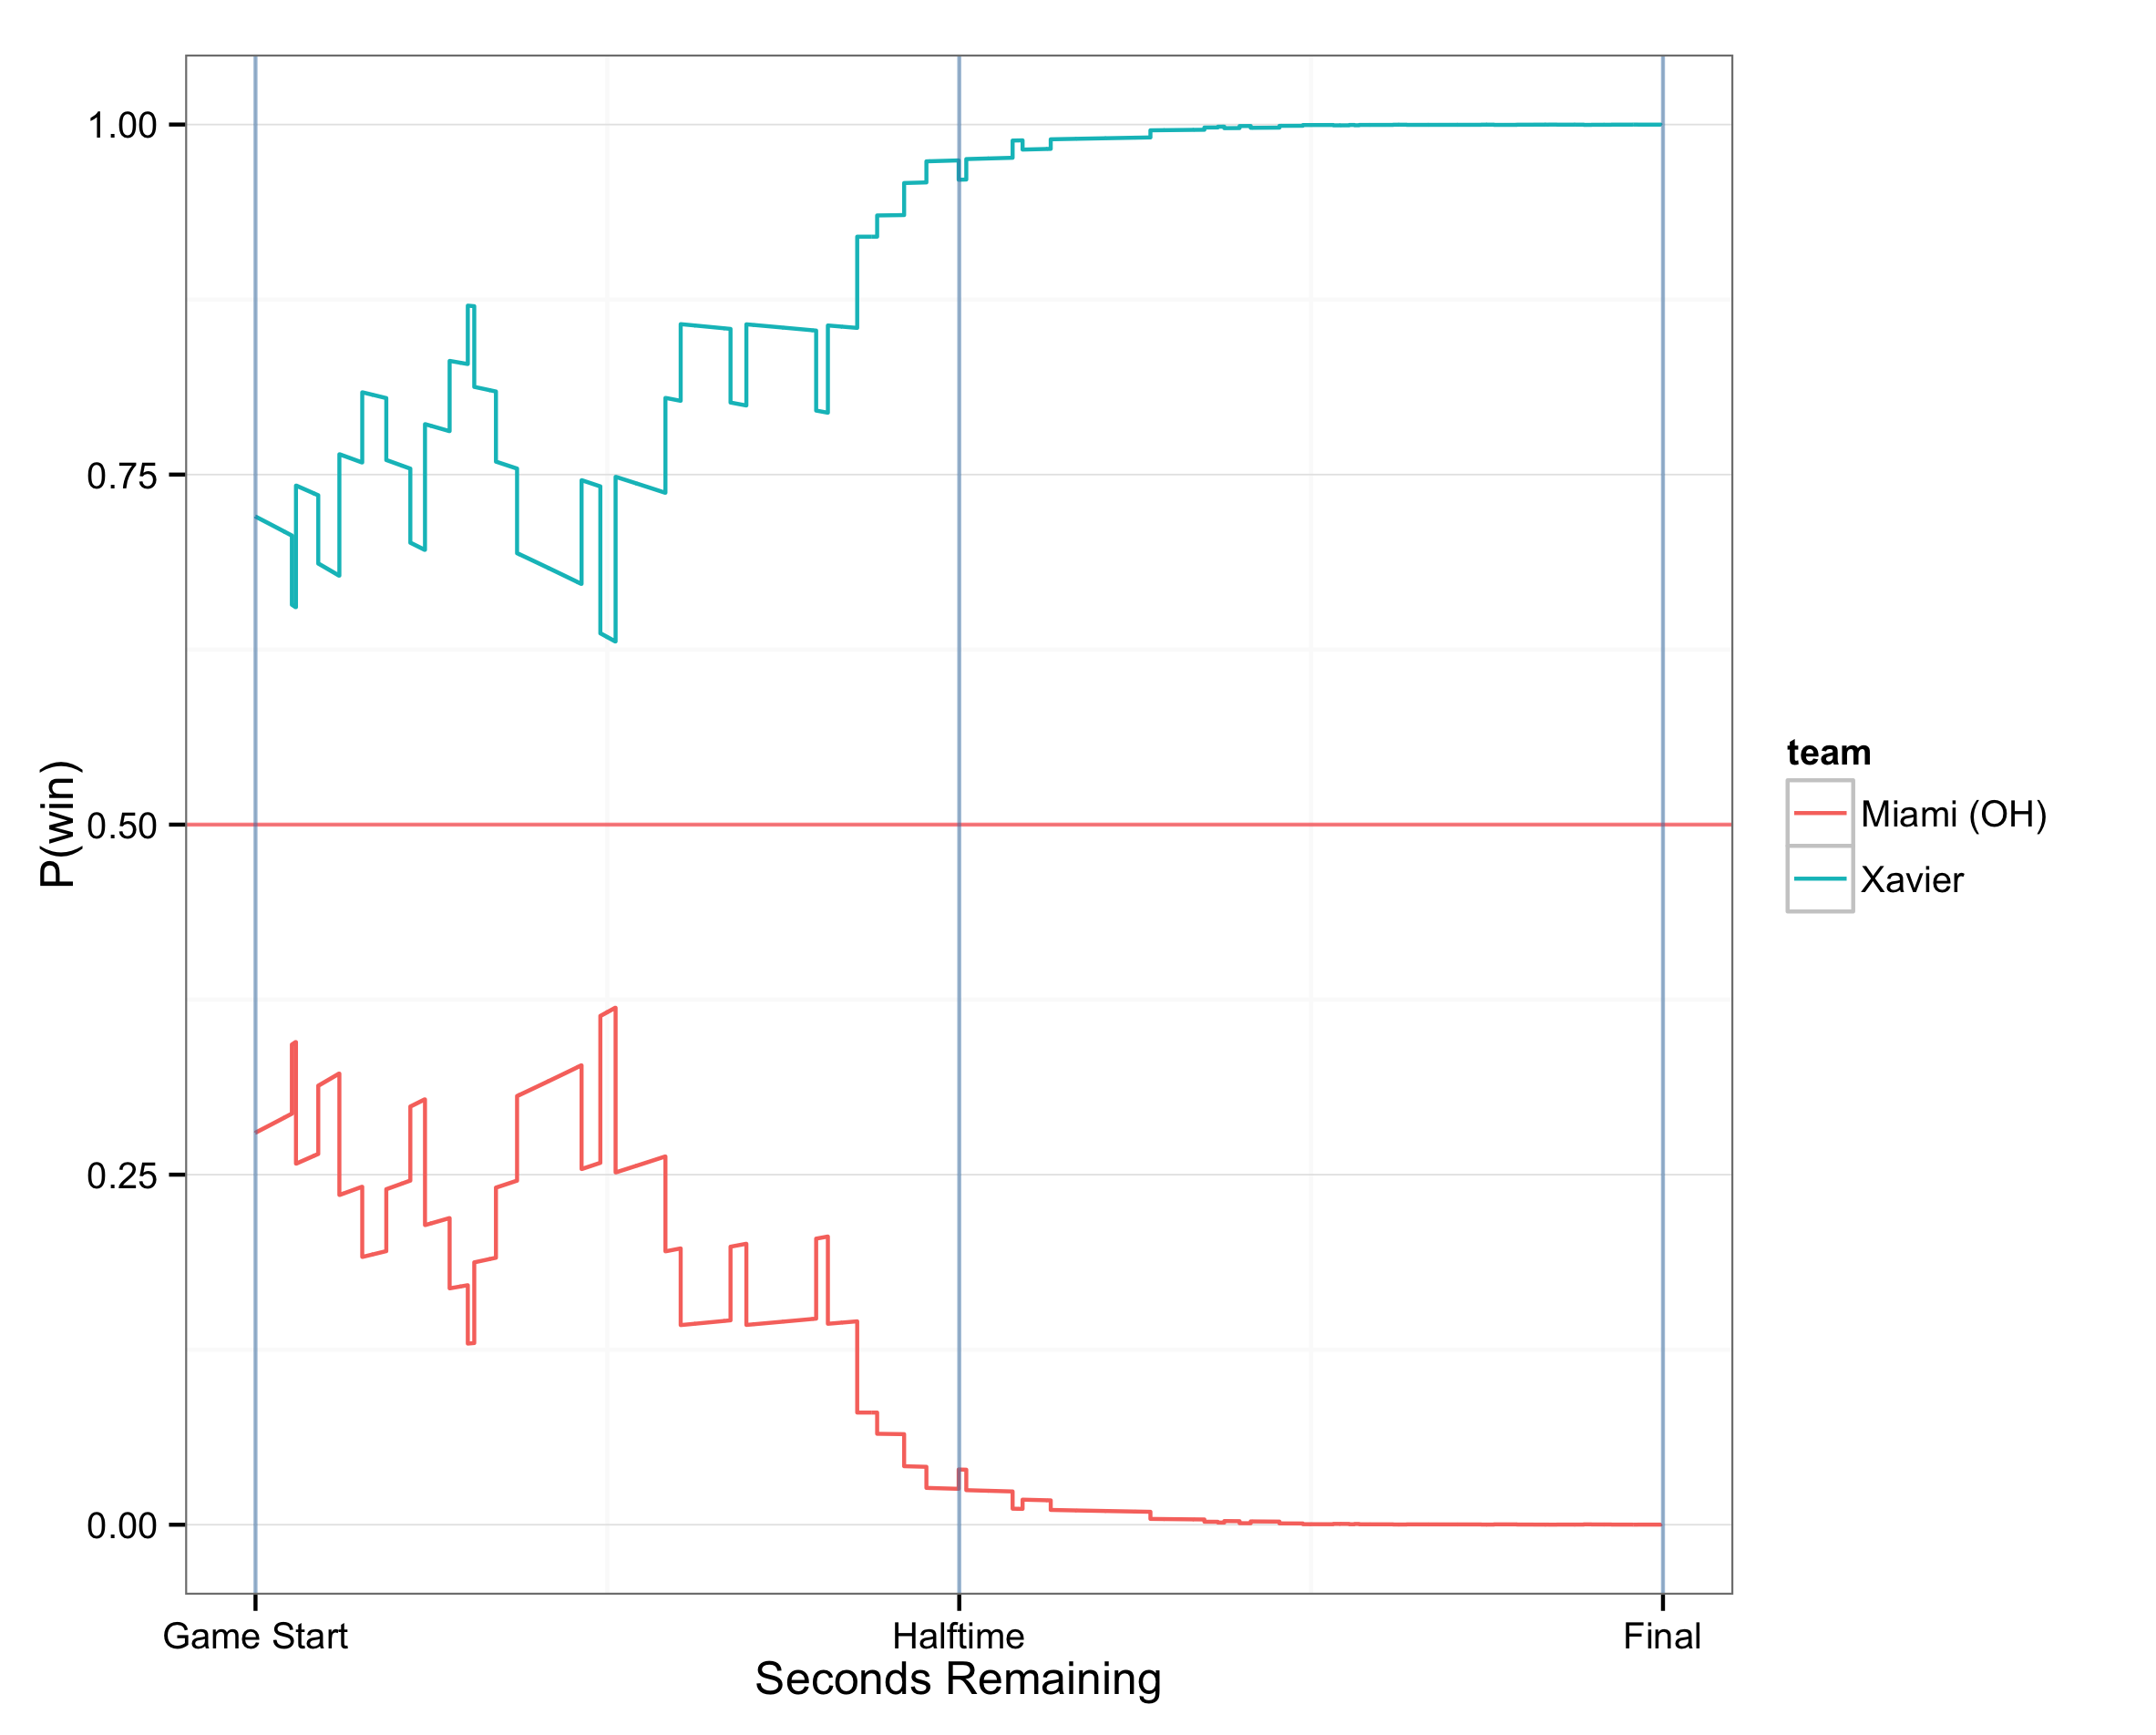 P(win)
1.00
0.75
0.50
0.25
0.00
Game Start
Halftime
Final
Seconds Remaining
team
Miami (OH)
Xavier